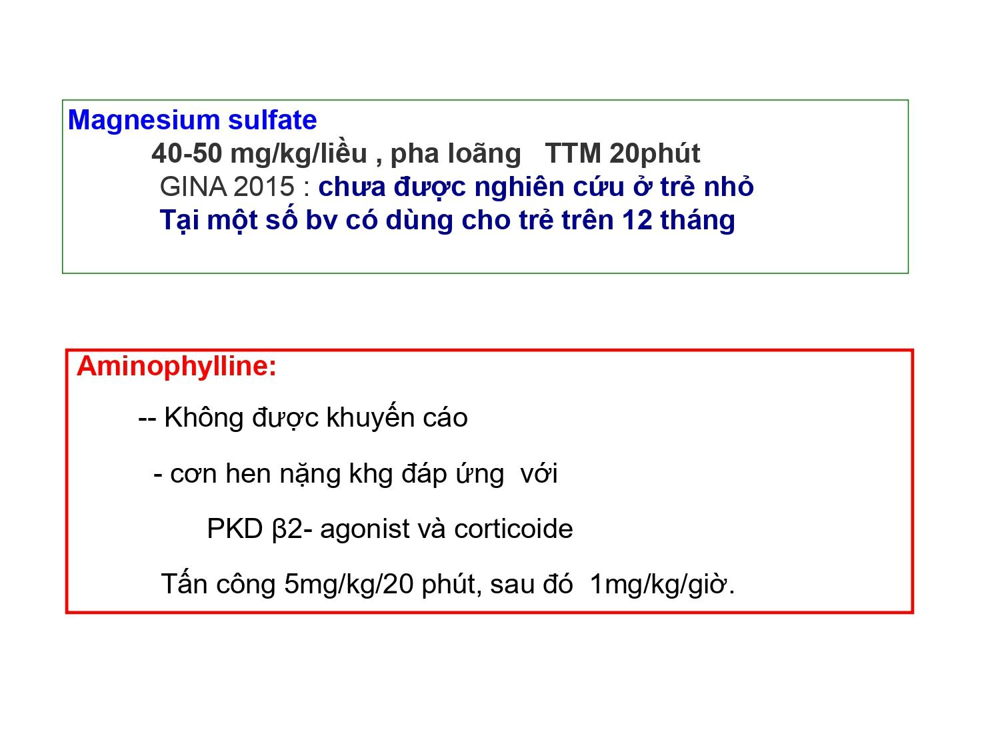 Magnesium sulfate
40-50 mg/kg/liều , pha loãng TTM 20phút
GINA 2015 : chưa được nghiên cứu ở trẻ nhỏ
Tại một số bv có dùng cho trẻ trên 12 tháng
Aminophylline:
-- Không được khuyến cáo
- cơn hen nặng khg đáp ứng với
PKD β2- agonist và corticoide
Tấn công 5mg/kg/20 phút, sau đó 1mg/kg/giờ.